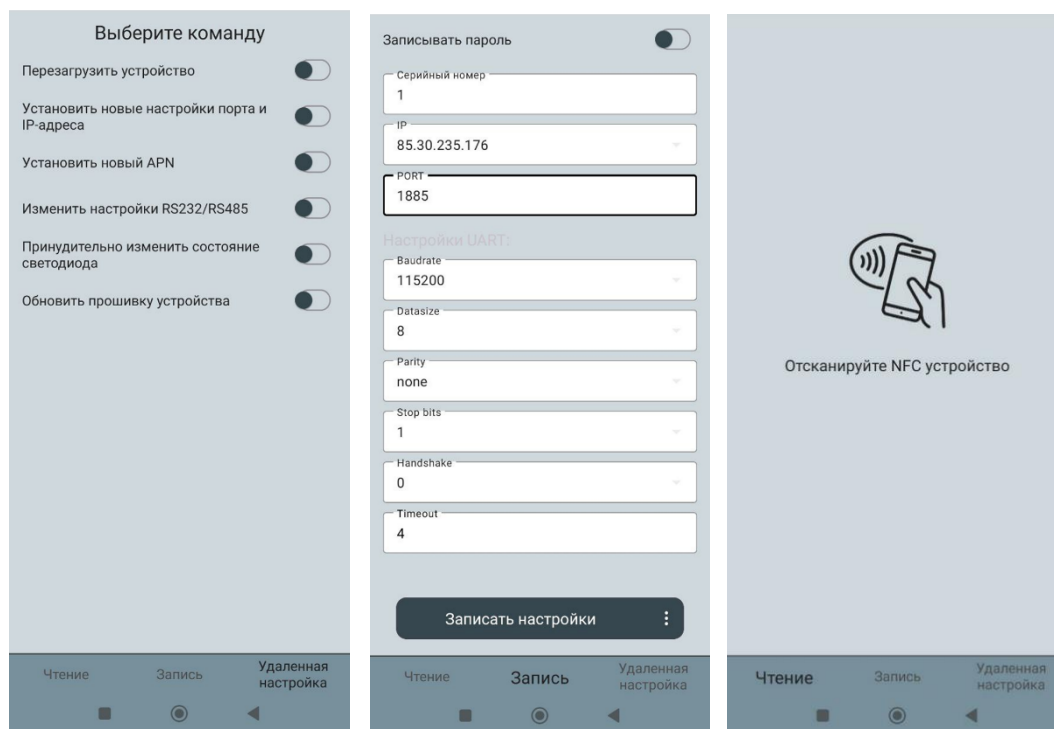 Выберите команду
Перезагрузить устройство
Установить новые настройки порта и
IP-адреса
Установить новый APN
Изменить настройки RS232/RS485
Принудительно изменить состояние
светодиода
Обновить прошивку устройства
Чтение
Запись
Удаленная
настройка
Записывать пароль
Серийный номер
1
IP
85.30.235.176
PORT
1885
Настройки UART:
Baudrate
115200
Datasize
8
Parity
none
Stop bits
1
Handshake
0
Timeout
4
Записать настройки
Чтение
Запись
Удаленная
настройка
Отсканируйте NFC устройство
Чтение
Запись
Удаленная
настройка